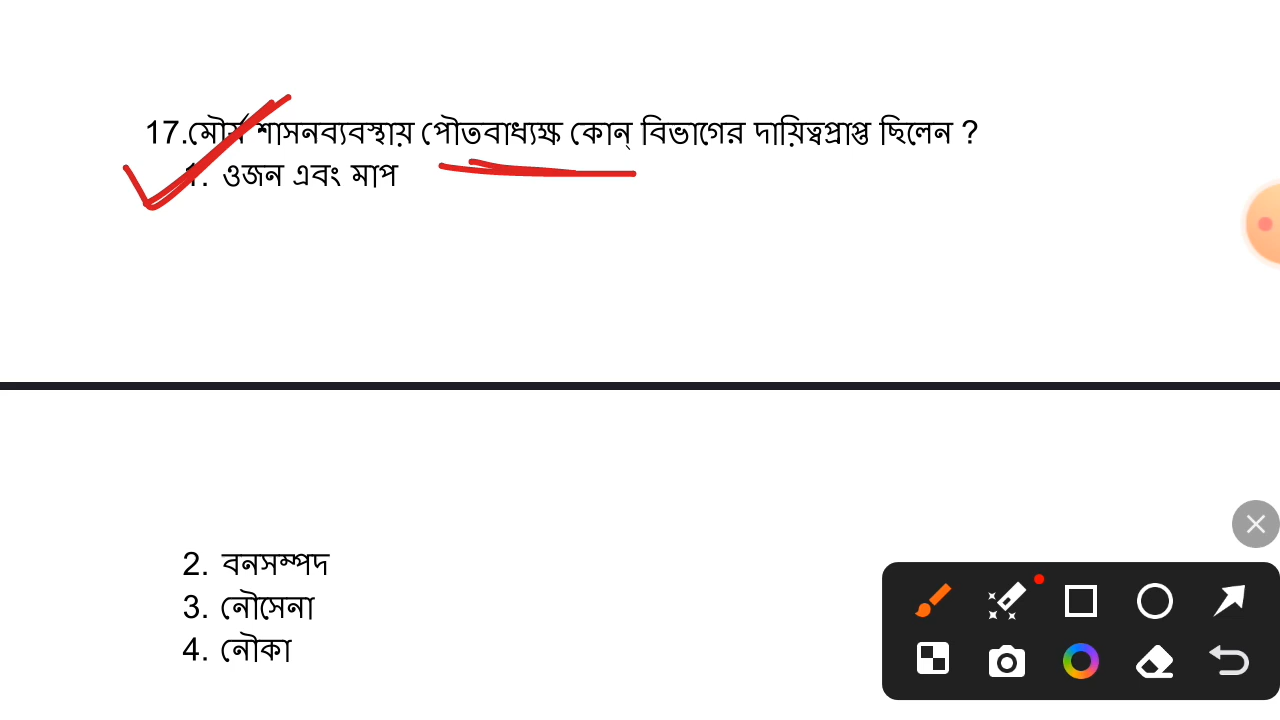 17.মৌর্য শাসনব্যবস্থায় পৌতবাধ্যক্ষ কোন্ বিভাগের দায়িত্বপ্রাপ্ত ছিলেন ?
1. ওজন এবং মাপ
2. বনসম্পদ
3. নৌসেনা
4. নৌকা